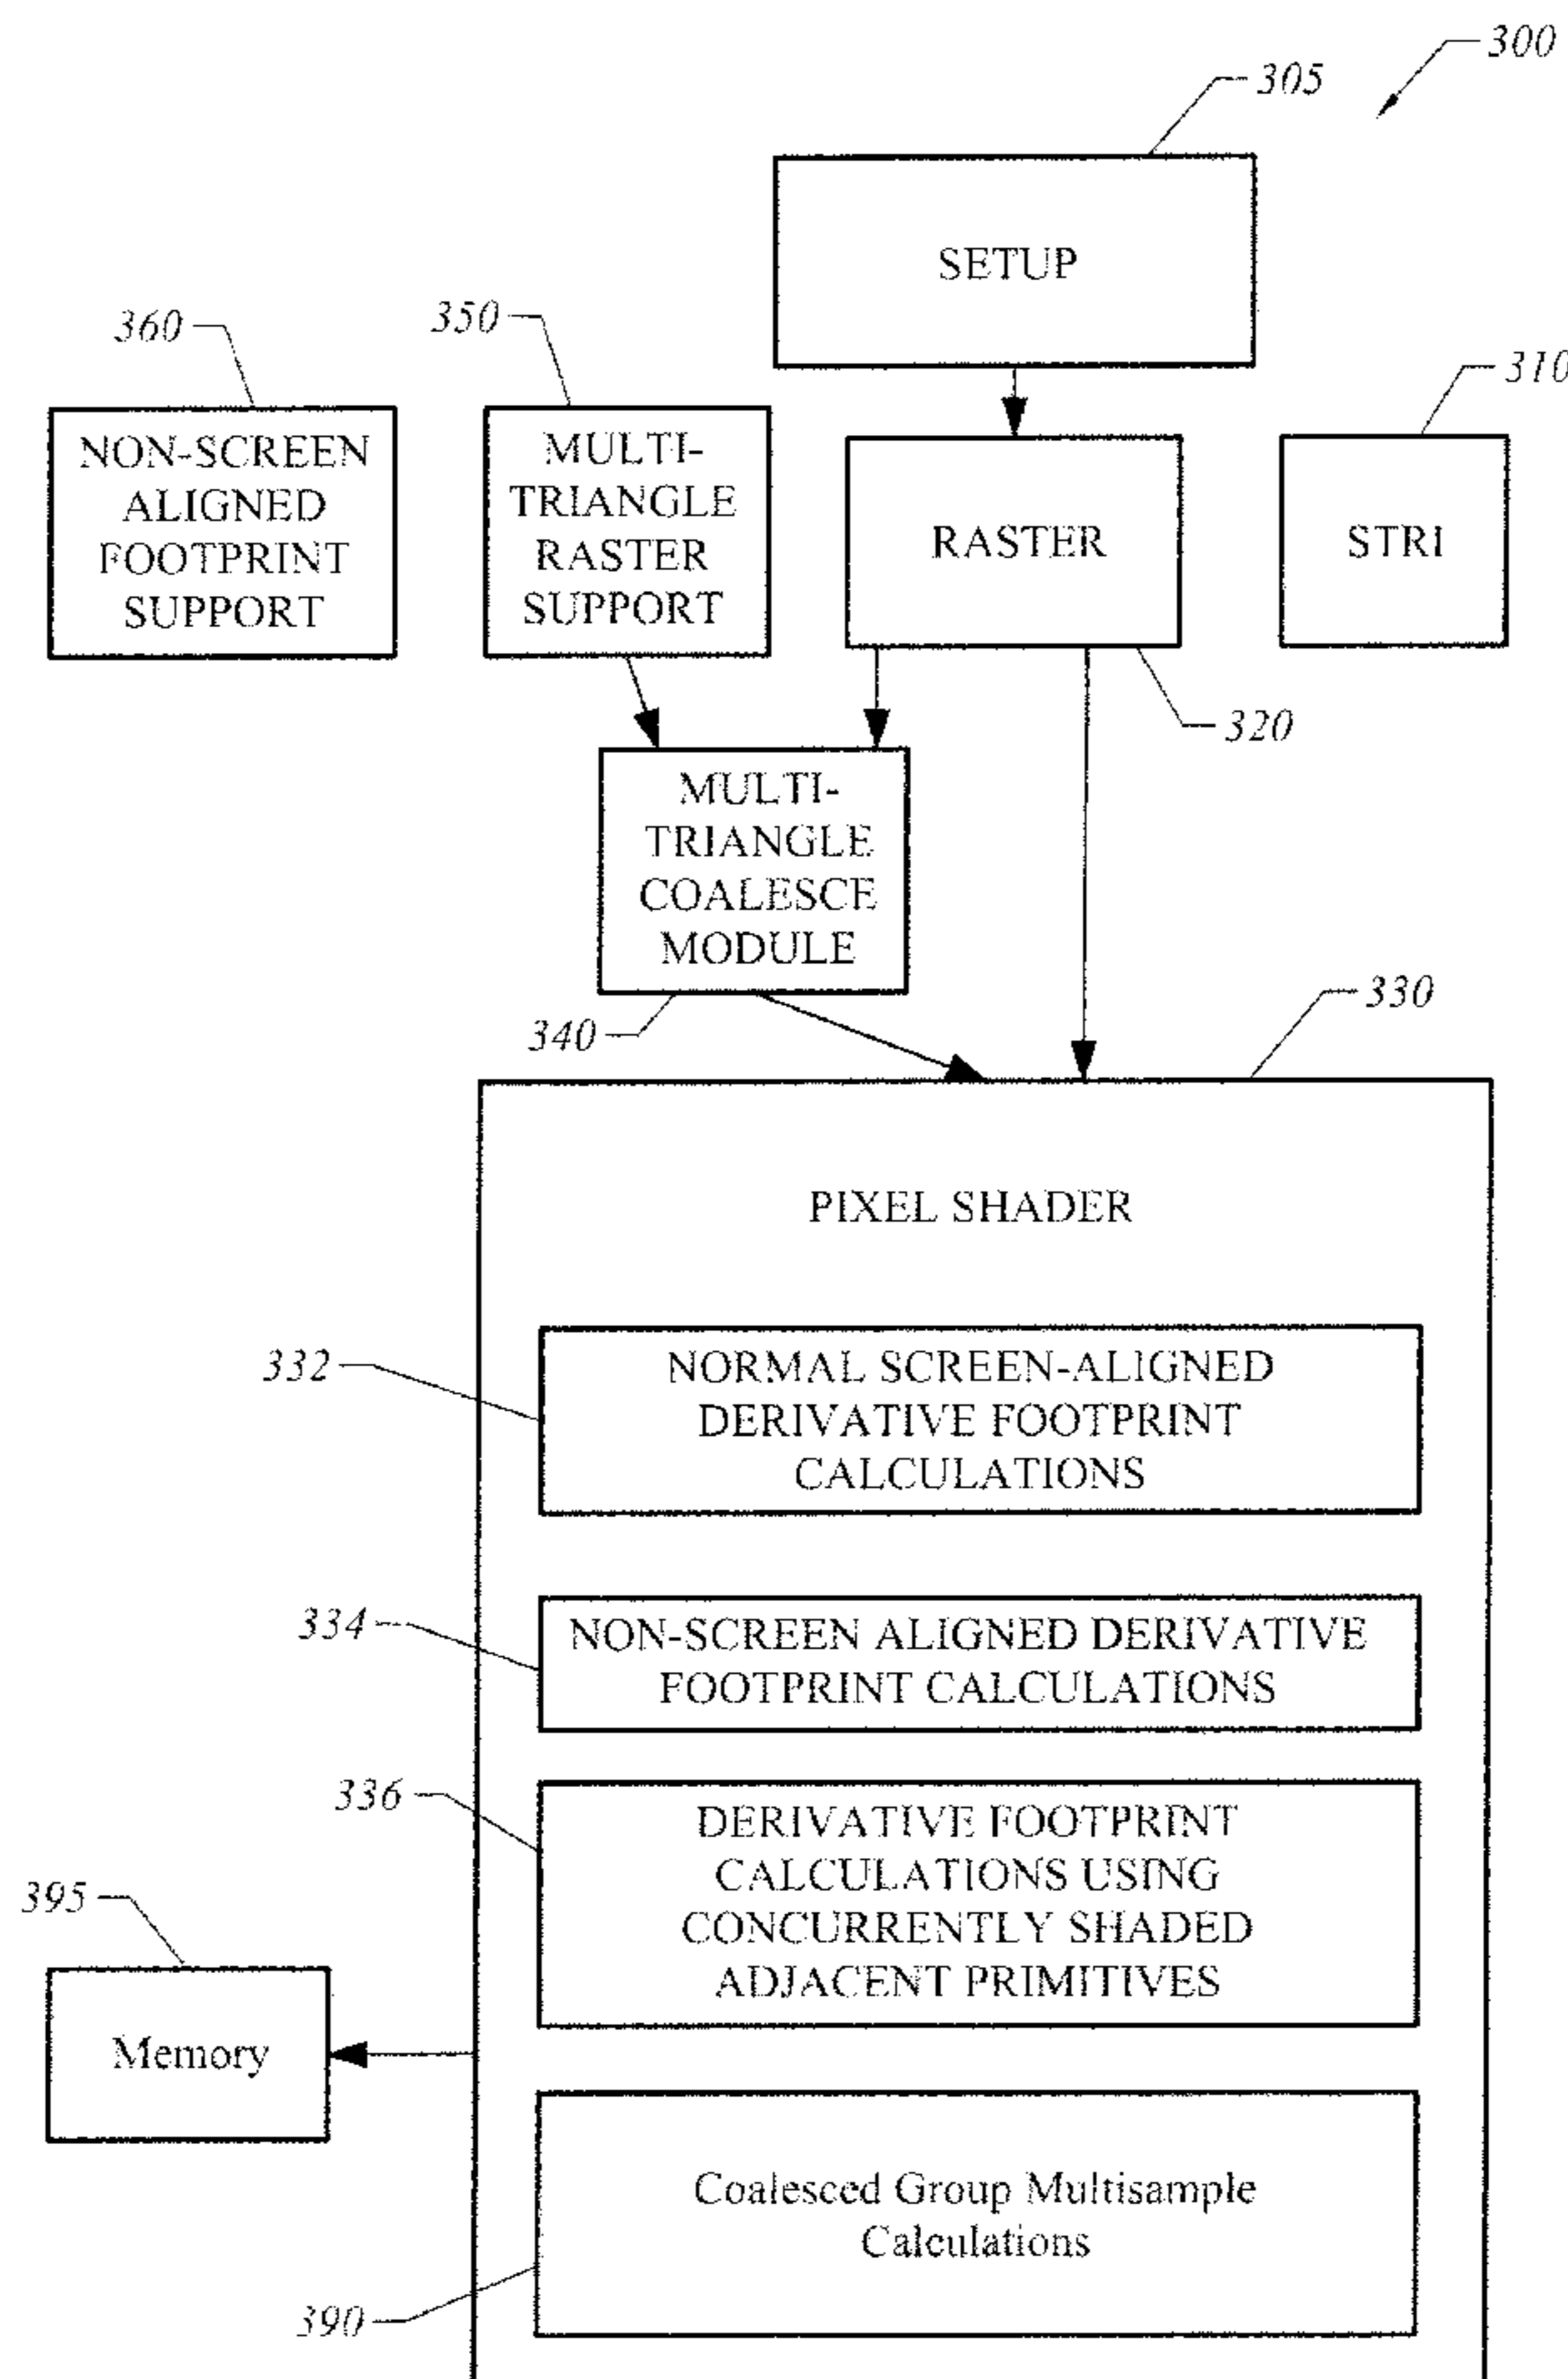 300
305
SETUP
360
350
310
NON-SCREEN
ALIGNED
FOOTPRINT
SUPPORT
MULTI-
TRIANGLE
RASTER
SUPPORT
RASTER
STRI
320
MULTI-
TRIANGLE
COALESCE
MODULE
340
330
PIXEL SHADER
332
NORMAL SCREEN-ALIGNED
DERIVATIVE FOOTPRINT
CALCULATIONS
334
NON-SCREEN ALIGNED DERIVATIVE
FOOTPRINT CALCULATIONS
336
DERIVATIVE FOOTPRINT
CALCULATIONS USING
CONCURRENTLY SHADED
ADJACENT PRIMITIVES
395
Memory
Coalesced Group Multisample
Calculations
390